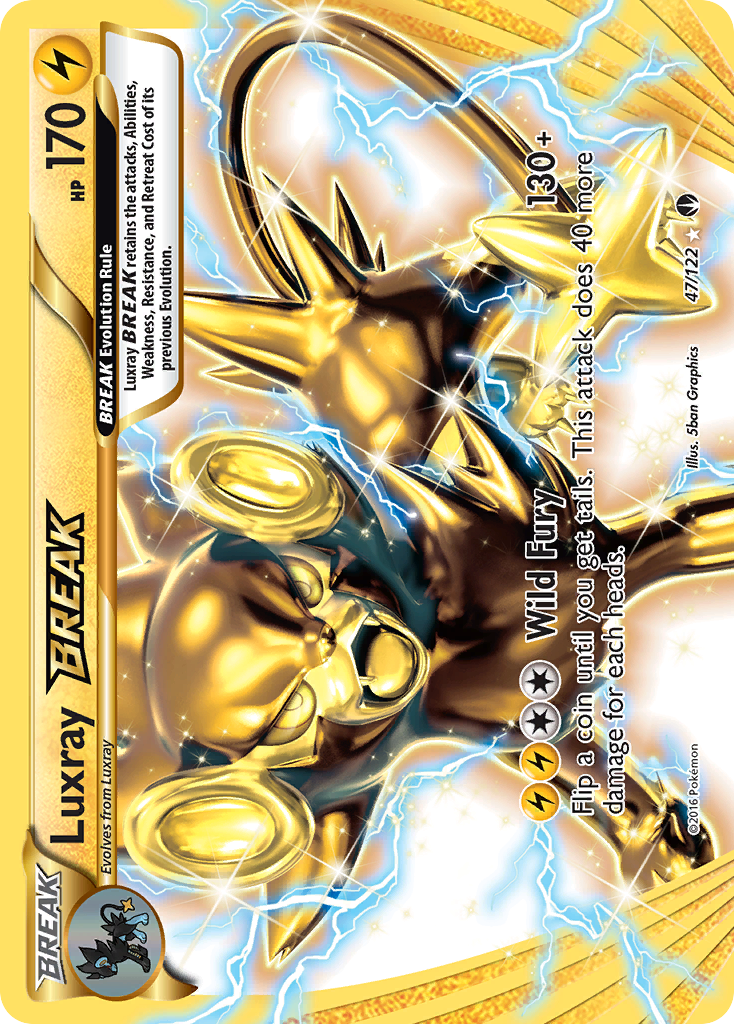 BREAK
Luxray BREAK
HP 170
Evolves from Luxray
BREAK Evolution Rule
Luxray BREAK retains the attacks, Abilities,
Weakness, Resistance, and Retreat Cost of its
previous Evolution.
Wild Fury 130+
Flip a coin until you get tails. This attack does 40 more
damage for each heads.
©2016 Pokémon
Illus. 5ban Graphics
47/122